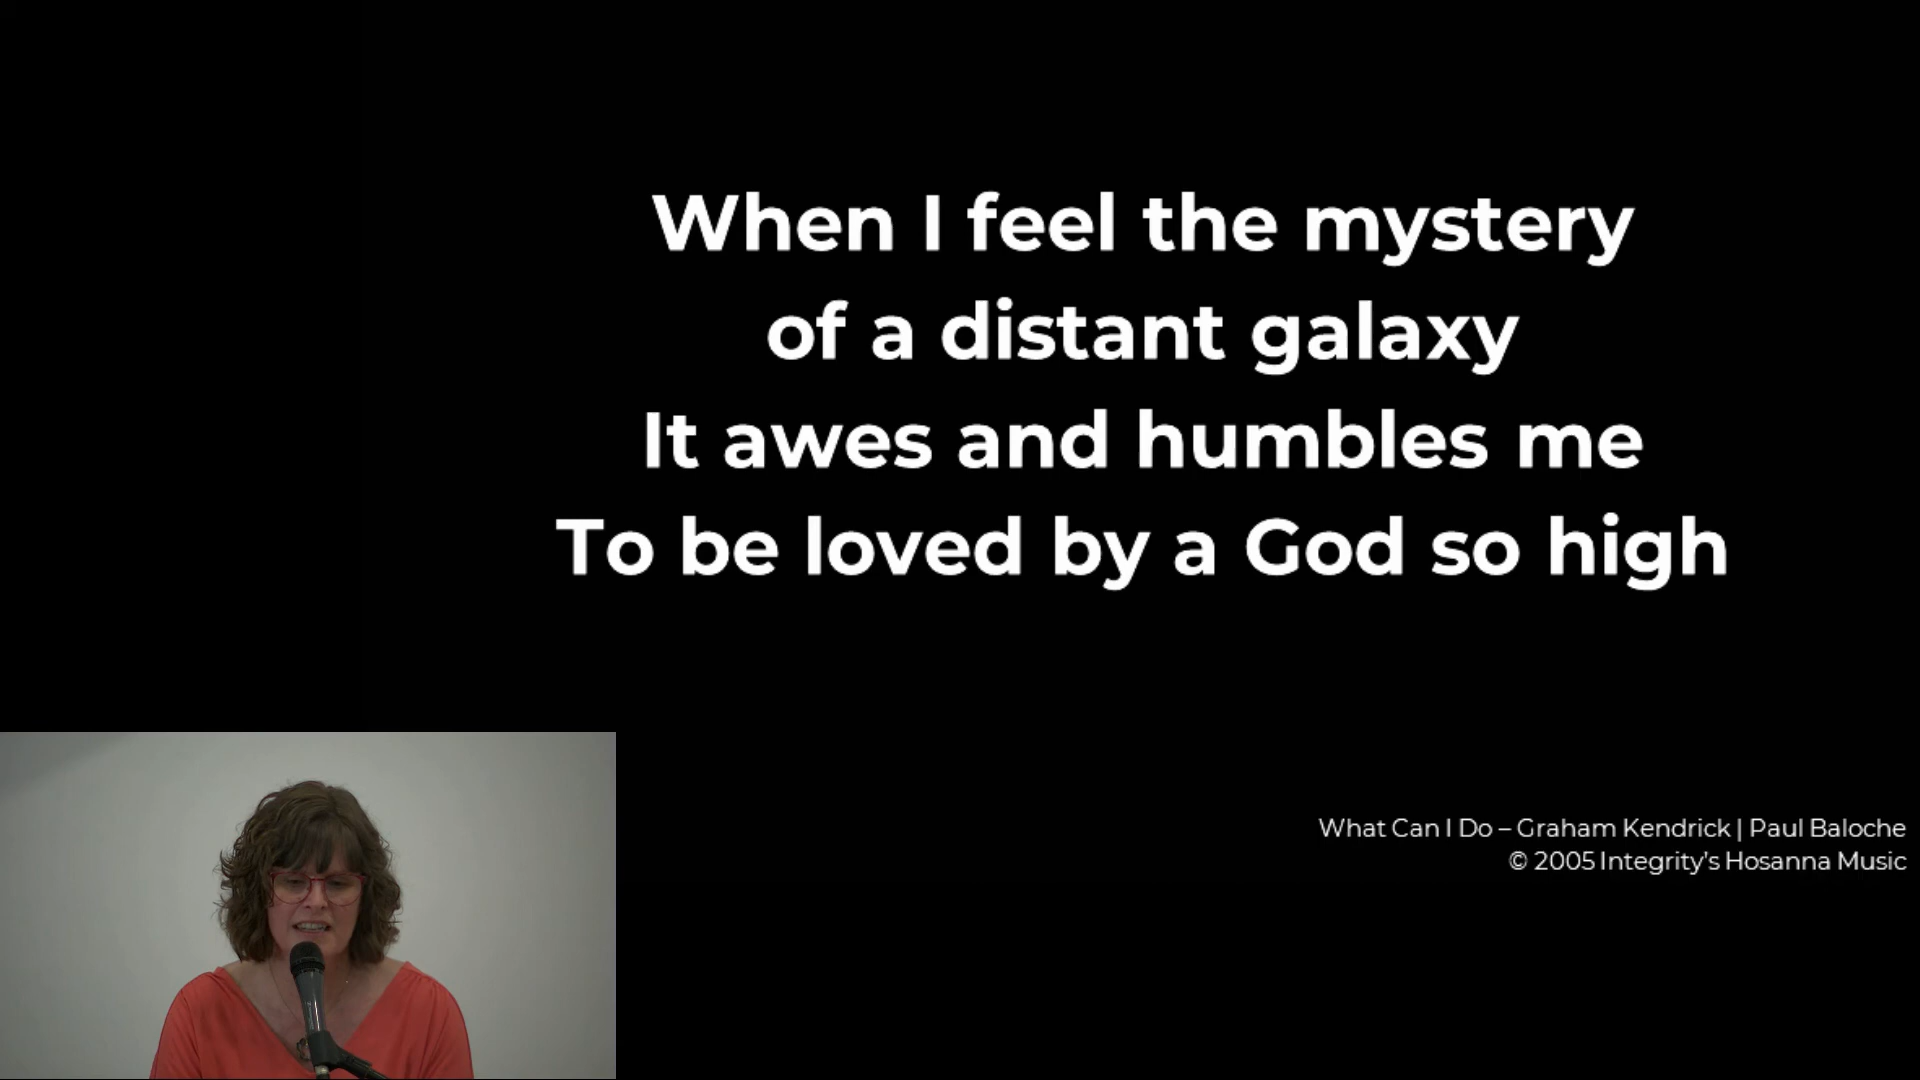 When I feel the mystery
of a distant galaxy
It awes and humbles me
To be loved by a God so high
What Can I Do – Graham Kendrick | Paul Baloche
© 2005 Integrity's Hosanna Music